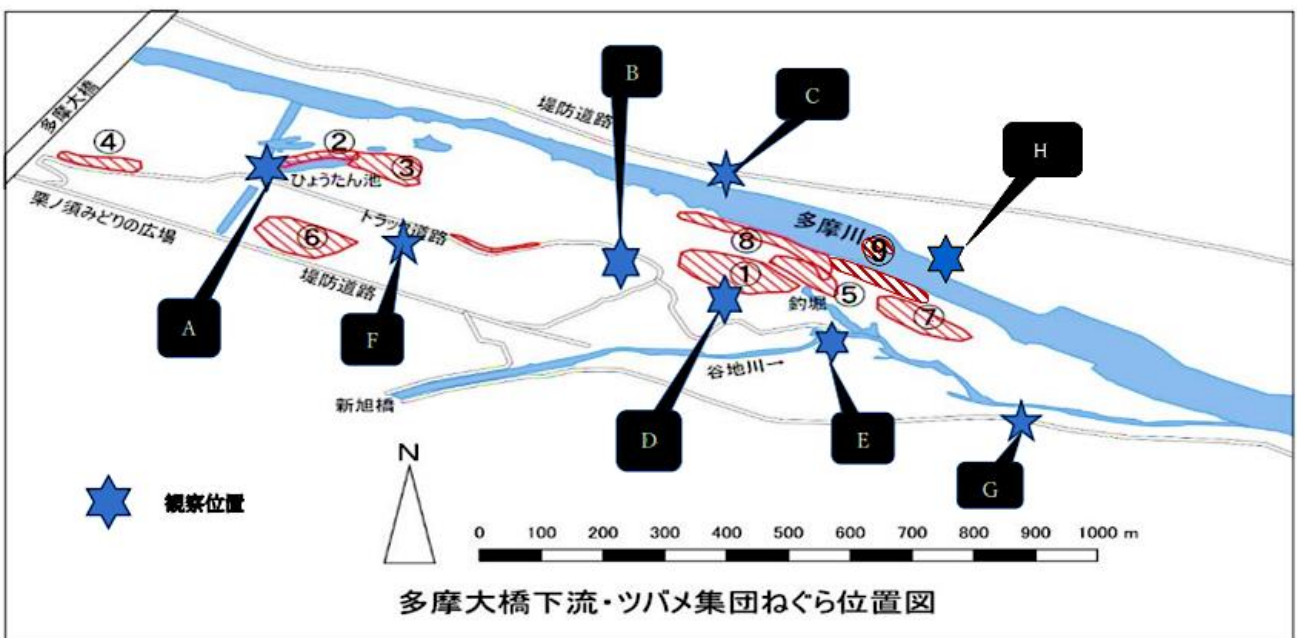 多摩大橋
堤防道路
B
C
H
④
②
③
ひょうたん池
栗ノ須みどりの広場
トラック道路
⑥
堤防道路
多摩川
⑨
⑧
①
⑤
釣堀
⑦
A
F
谷地川→
新旭橋
D
E
G
N
観察位置
0 100 200 300 400 500 600 700 800 900 1000 m
多摩大橋下流・ツバメ集団ねぐら位置図